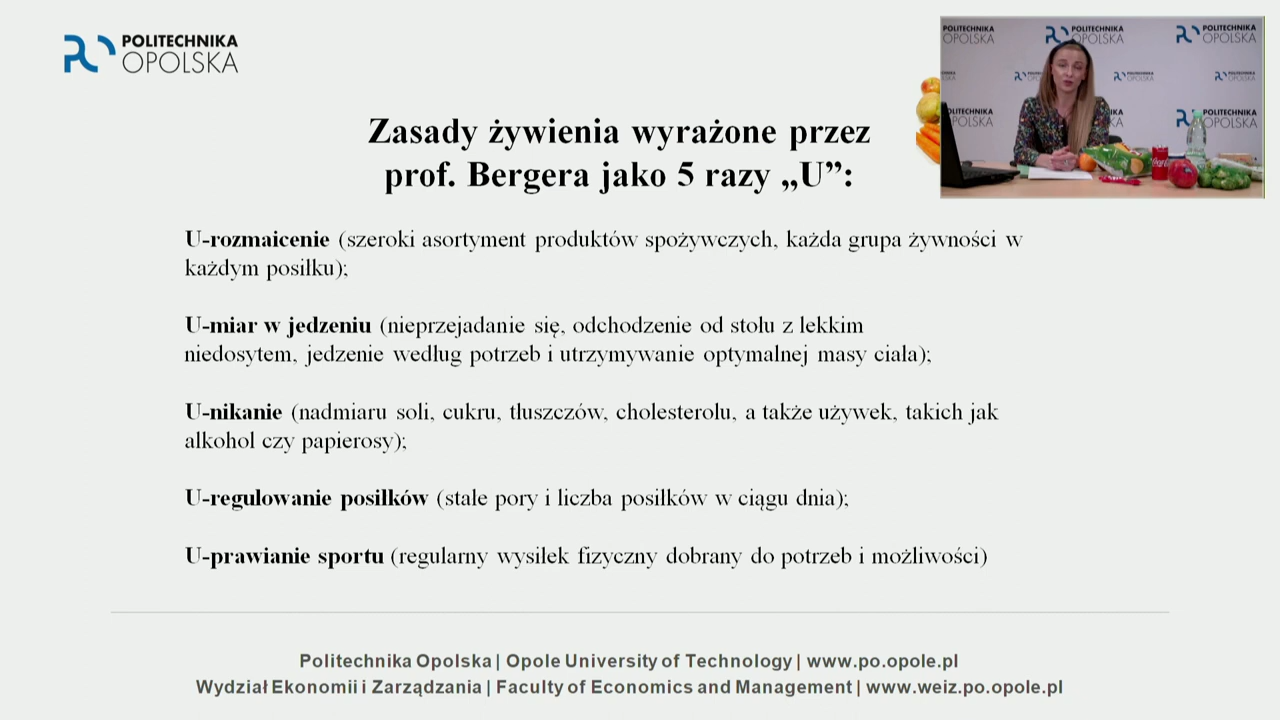 POLITECHNIKA
OPOLSKA
Zasady żywienia wyrażone przez
prof. Bergera jako 5 razy „U”:
U-rozmaicenie (szeroki asortyment produktów spożywczych, każda grupa żywności w
każdym posiłku);
U-miar w jedzeniu (nieprzejadanie się, odchodzenie od stołu z lekkim
niedosytem, jedzenie według potrzeb i utrzymywanie optymalnej masy ciała);
U-nikanie (nadmiaru soli, cukru, tłuszczów, cholesterolu, a także używek, takich jak
alkohol czy papierosy);
U-regulowanie posiłków (stałe pory i liczba posiłków w ciągu dnia);
U-prawianie sportu (regularny wysiłek fizyczny dobrany do potrzeb i możliwości)
Politechnika Opolska | Opole University of Technology | www.po.opole.pl
Wydział Ekonomii i Zarządzania | Faculty of Economics and Management | www.weiz.po.opole.pl